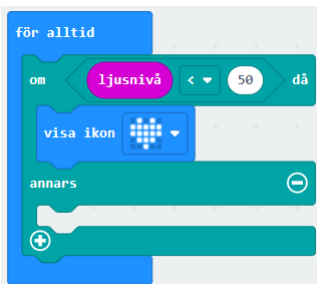 för alltid
om ljusnivå < 50 då
visa ikon
annars